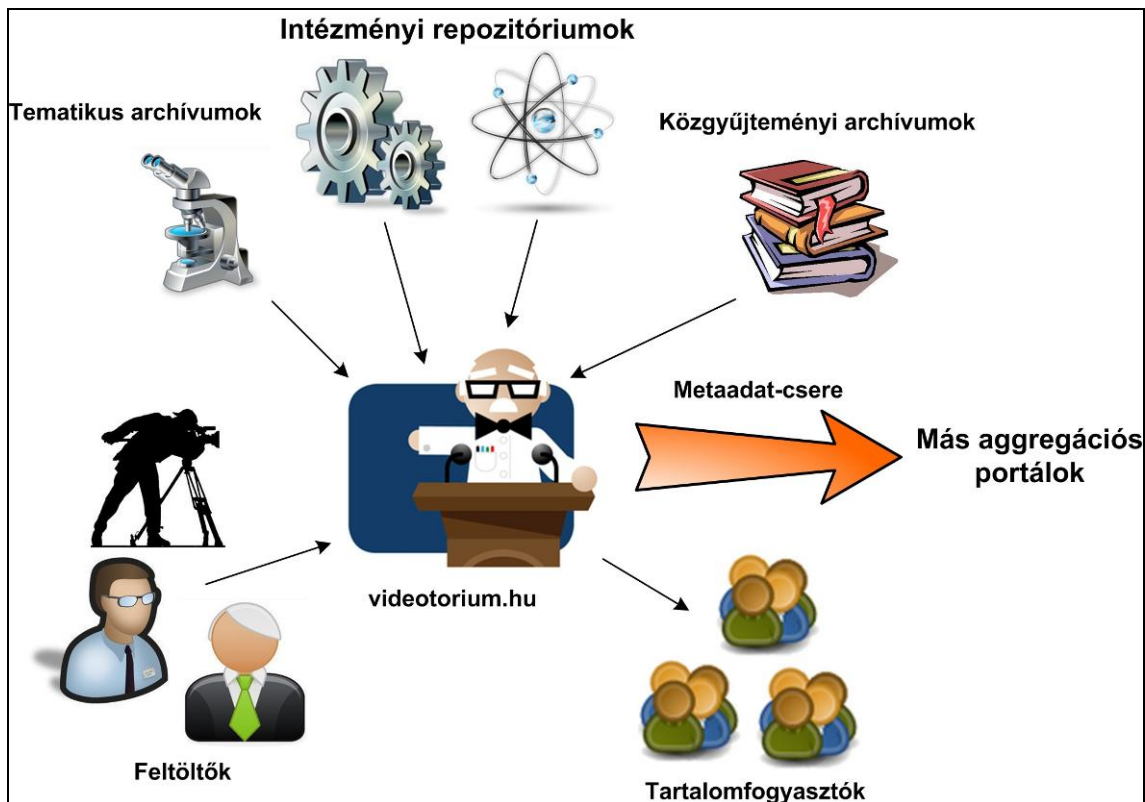 Intézményi repozitóriumok
Tematikus archívumok
Közgyűjteményi archívumok
Metaadat-csere
Más aggregációs
portálok
videotorium.hu
Feltöltők
Tartalomfogyasztók